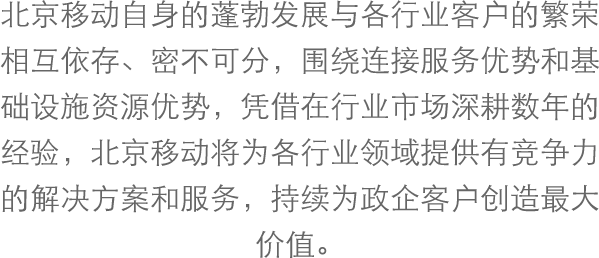 北京移动自身的蓬勃发展与各行业客户的繁荣
相互依存、密不可分，围绕连接服务优势和基
础设施资源优势，凭借在行业市场深耕数年的
经验，北京移动将为各行业领域提供有竞争力
的解决方案和服务，持续为政企客户创造最大
价值。